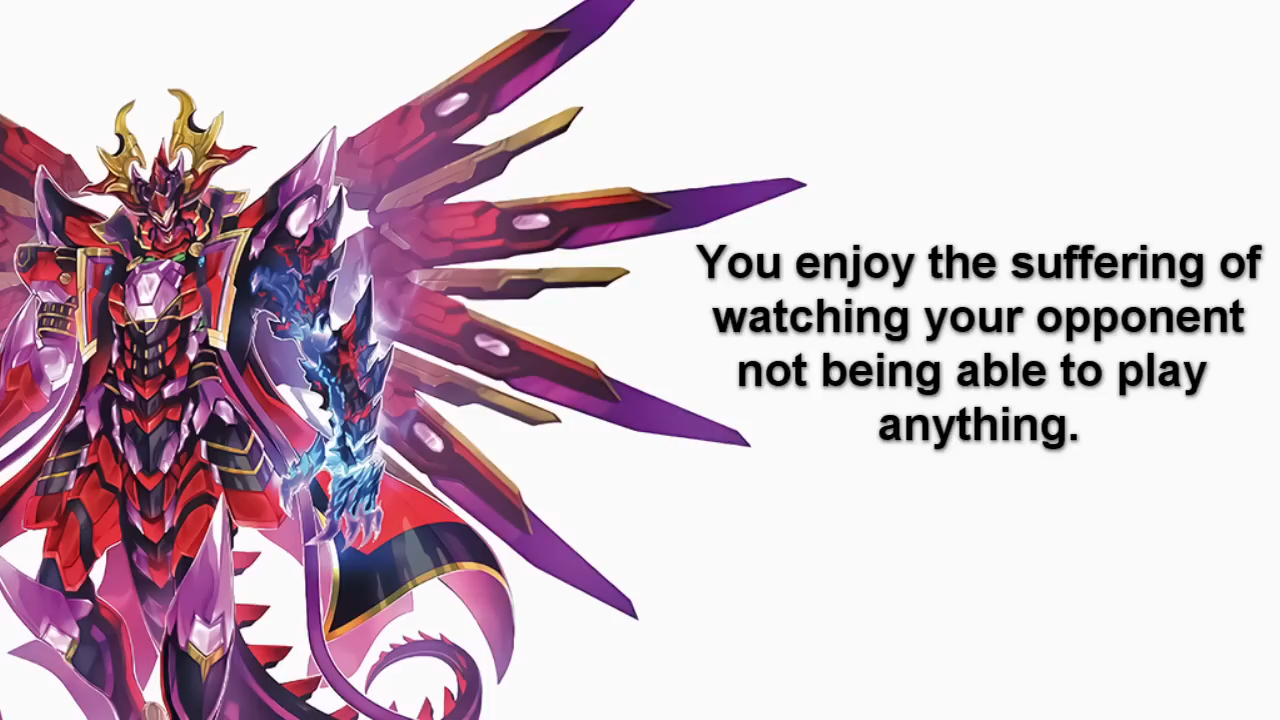 You enjoy the suffering of
watching your opponent
not being able to play
anything.